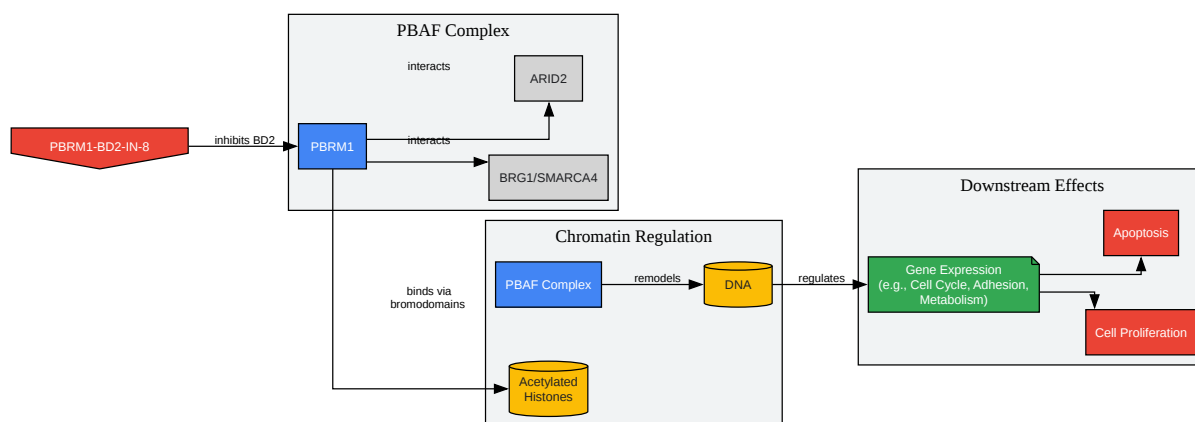 PBAF Complex
interacts
ARID2
PBRM1-BD2-IN-8
inhibits BD2
PBRM1
interacts
BRG1/SMARCA4
Chromatin Regulation
PBAF Complex
remodels
DNA
regulates
binds via
bromodomains
Acetylated
Histones
Downstream Effects
Apoptosis
Gene Expression
(e.g., Cell Cycle, Adhesion,
Metabolism)
Cell Proliferation